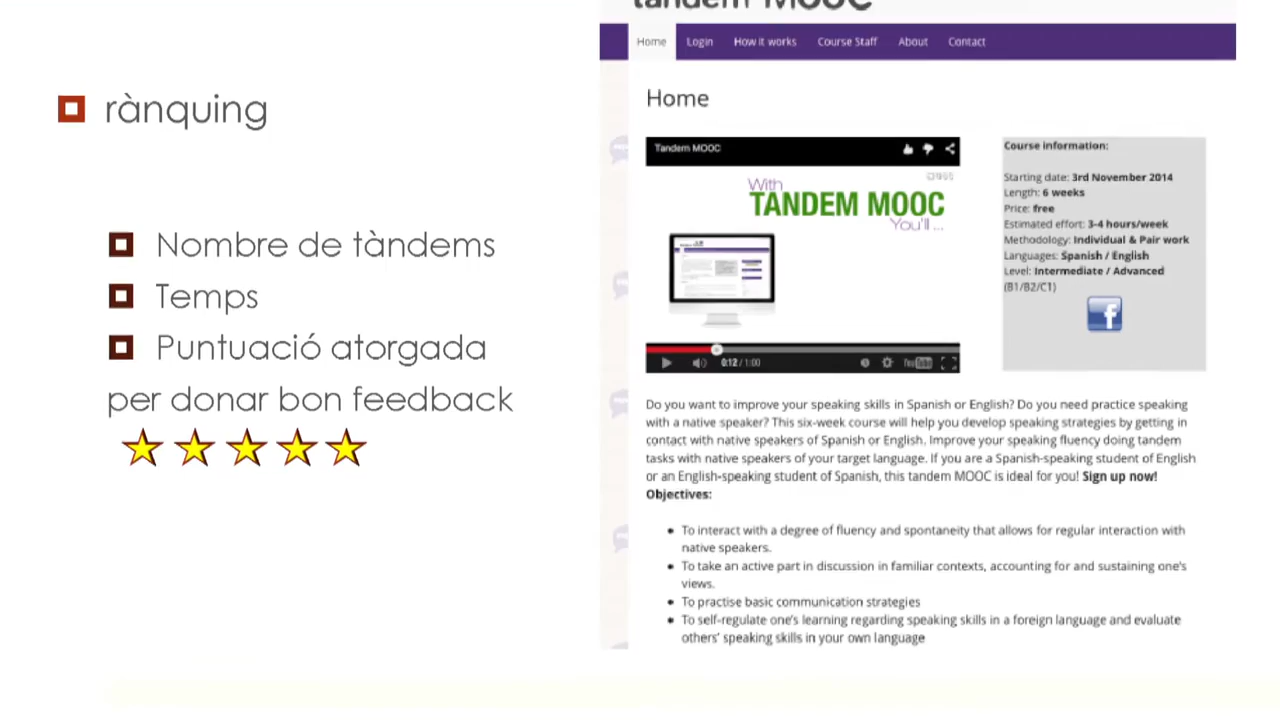 rànquing
Nombre de tàndems
Temps
Puntuació atorgada
per donar bon feedback
tandem MOOC
Home Login How it works Course Staff About Contact
Home
Tandem MOOC
With
TANDEM MOOC
You'll ...
0:12 / 1:00
YouTube
Course information:
Starting date: 3rd November 2014
Length: 6 weeks
Price: free
Estimated effort: 3-4 hours/week
Methodology: Individual & Pair work
Languages: Spanish / English
Level: Intermediate / Advanced
(B1/B2/C1)
f
Do you want to improve your speaking skills in Spanish or English? Do you need practice speaking
with a native speaker? This six-week course will help you develop speaking strategies by getting in
contact with native speakers of Spanish or English. Improve your speaking fluency doing tandem
tasks with native speakers of your target language. If you are a Spanish-speaking student of English
or an English-speaking student of Spanish, this tandem MOOC is ideal for you! Sign up now!
Objectives:
To interact with a degree of fluency and spontaneity that allows for regular interaction with
native speakers.
To take an active part in discussion in familiar contexts, accounting for and sustaining one's
views.
To practise basic communication strategies
To self-regulate one's learning regarding speaking skills in a foreign language and evaluate
others' speaking skills in your own language